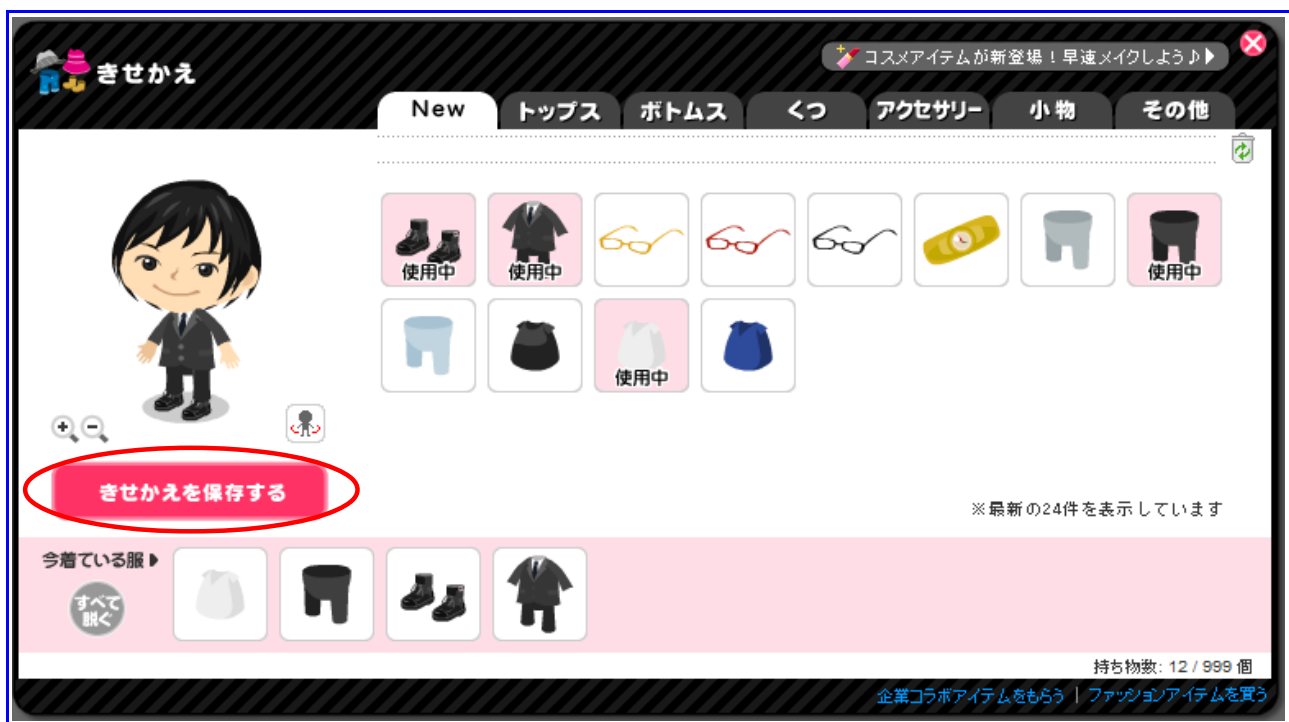 きせかえ
コスメアイテムが新登場！早速メイクしよう♪▶
New トップス ボトムス くつ アクセサリー 小物 その他
使用中 使用中 使用中
使用中
きせかえを保存する
※最新の24件を表示しています
今着ている服▶
すべて
脱ぐ
持ち物数: 12 / 999 個
企業コラボアイテムをもらう | ファッションアイテムを買う